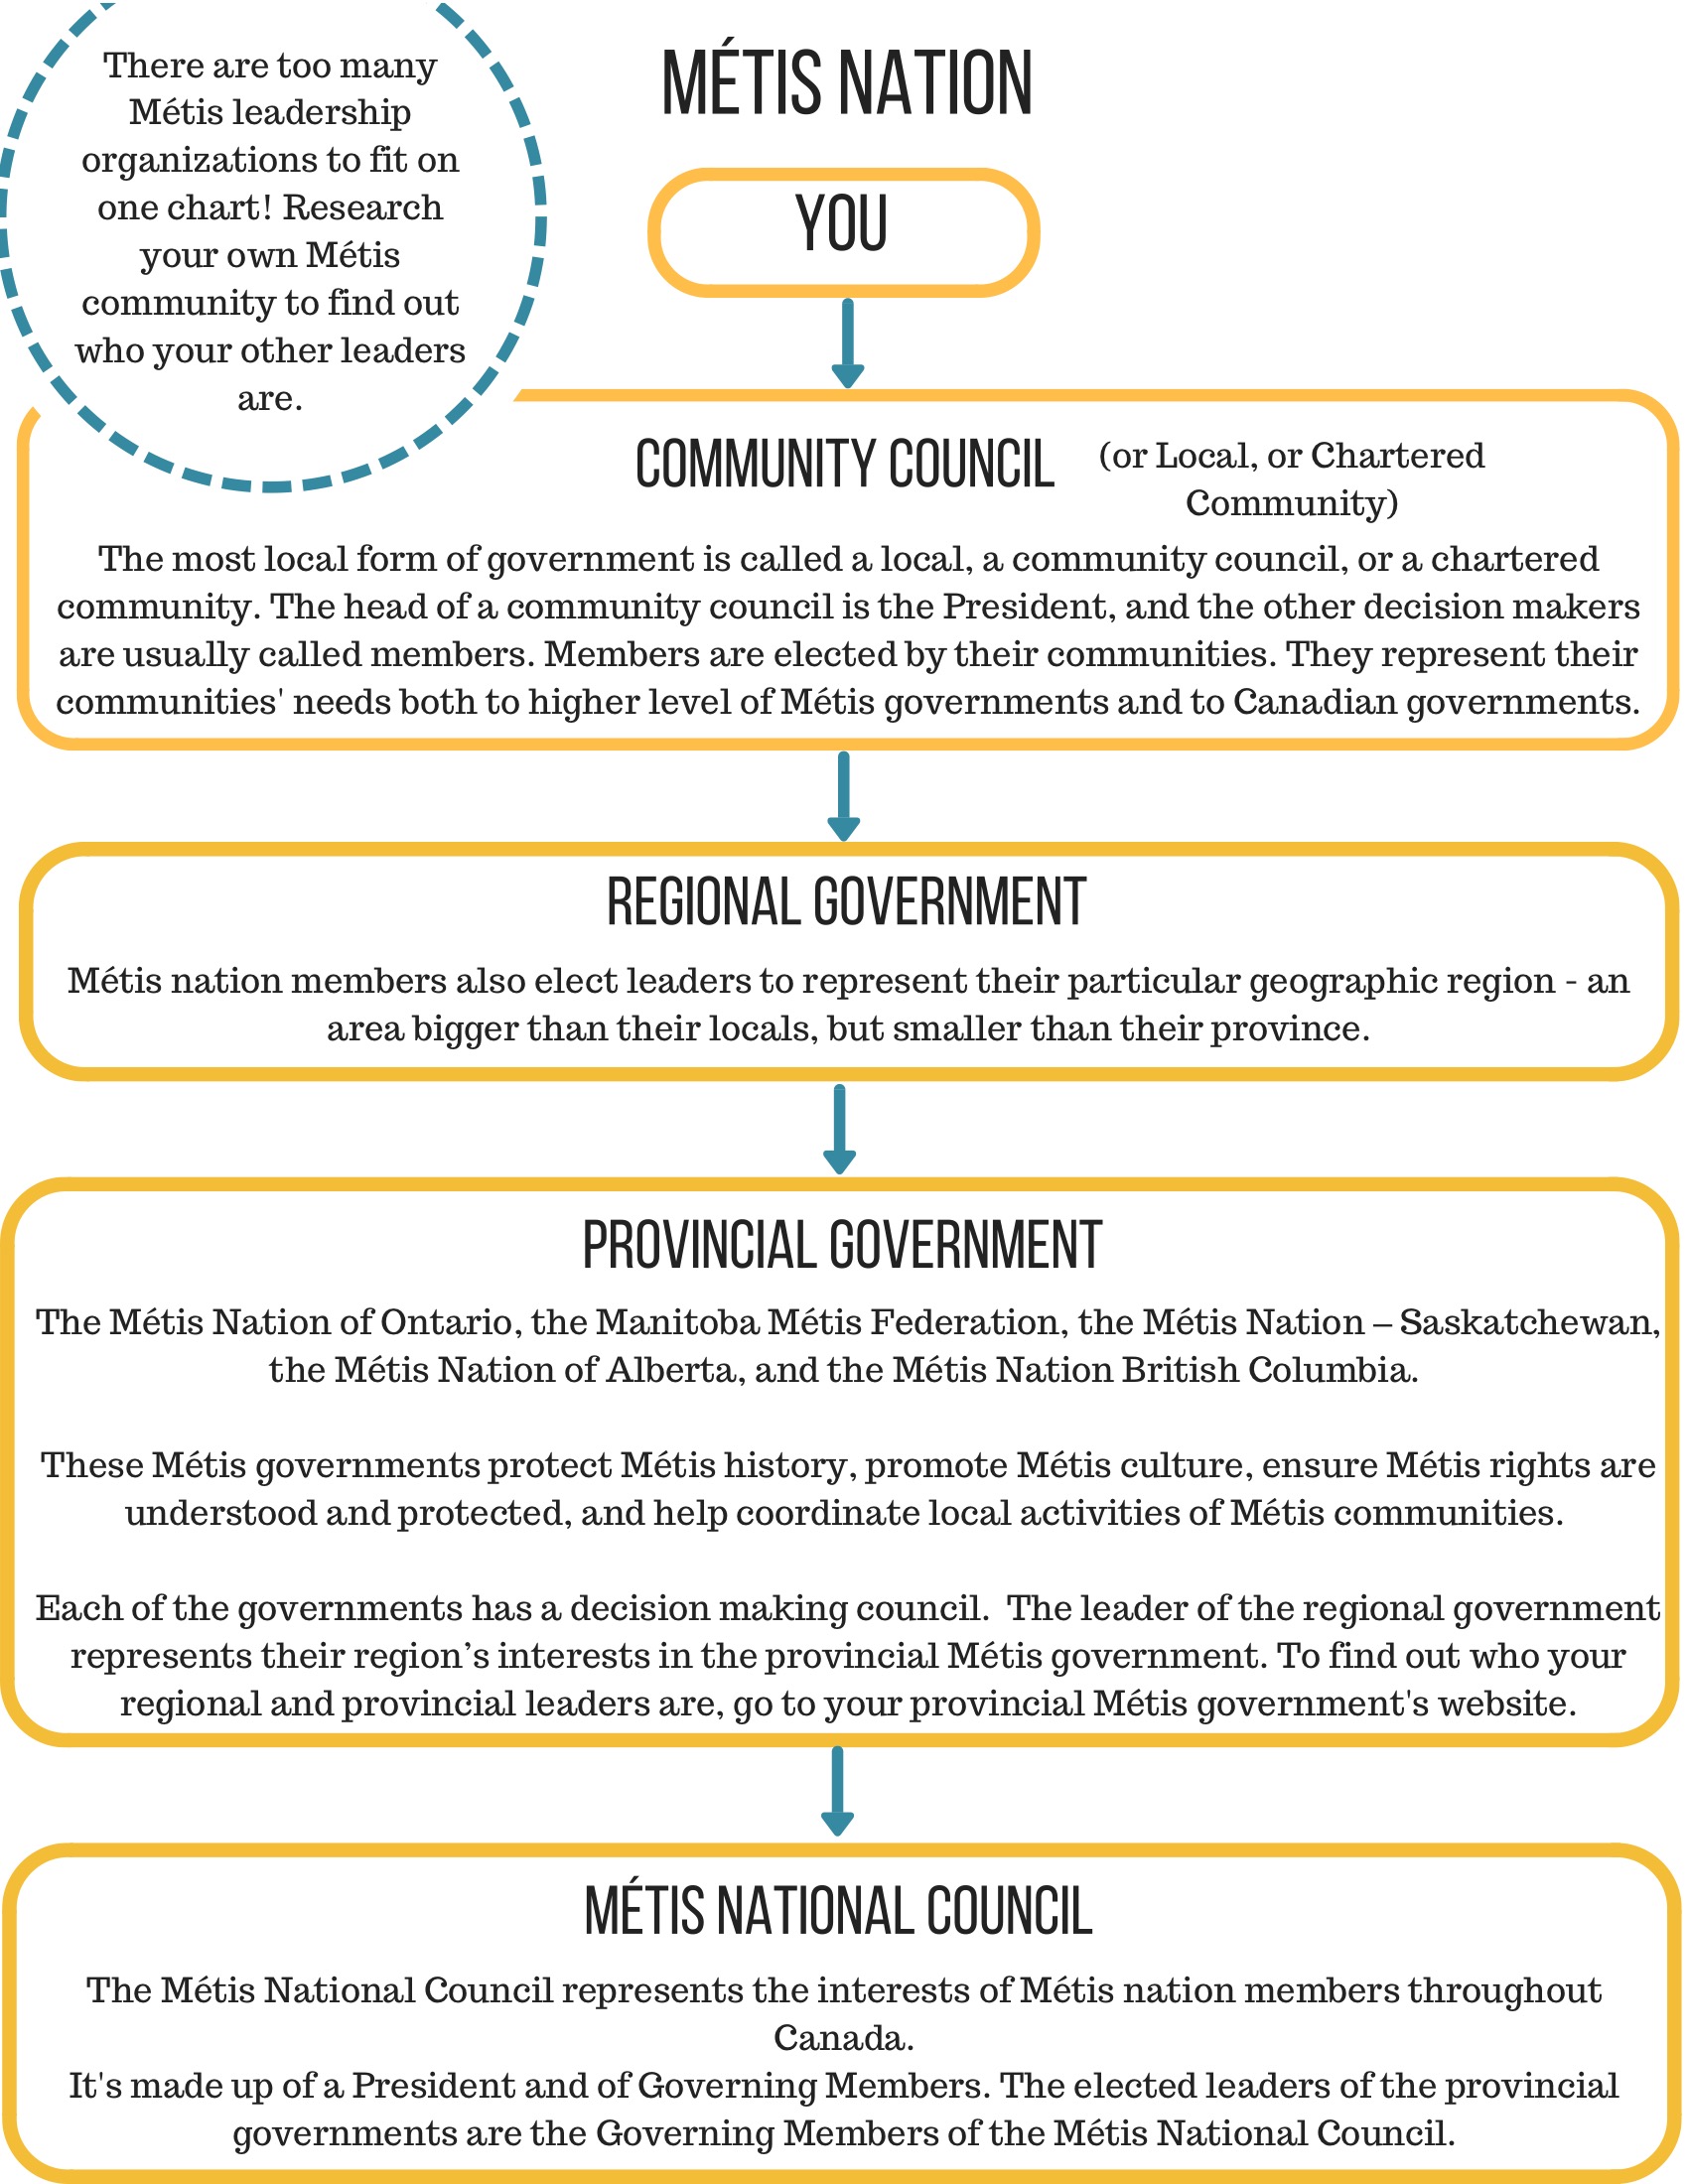 There are too many
Métis leadership
organizations to fit on
one chart! Research
your own Métis
community to find out
who your other leaders
are.
MÉTIS NATION
YOU
COMMUNITY COUNCIL
(or Local, or Chartered
Community)
The most local form of government is called a local, a community council, or a chartered
community. The head of a community council is the President, and the other decision makers
are usually called members. Members are elected by their communities. They represent their
communities' needs both to higher level of Métis governments and to Canadian governments.
REGIONAL GOVERNMENT
Métis nation members also elect leaders to represent their particular geographic region - an
area bigger than their locals, but smaller than their province.
PROVINCIAL GOVERNMENT
The Métis Nation of Ontario, the Manitoba Métis Federation, the Métis Nation – Saskatchewan,
the Métis Nation of Alberta, and the Métis Nation British Columbia.
These Métis governments protect Métis history, promote Métis culture, ensure Métis rights are
understood and protected, and help coordinate local activities of Métis communities.
Each of the governments has a decision making council.  The leader of the regional government
represents their region’s interests in the provincial Métis government. To find out who your
regional and provincial leaders are, go to your provincial Métis government's website.
MÉTIS NATIONAL COUNCIL
The Métis National Council represents the interests of Métis nation members throughout
Canada.
It's made up of a President and of Governing Members. The elected leaders of the provincial
governments are the Governing Members of the Métis National Council.